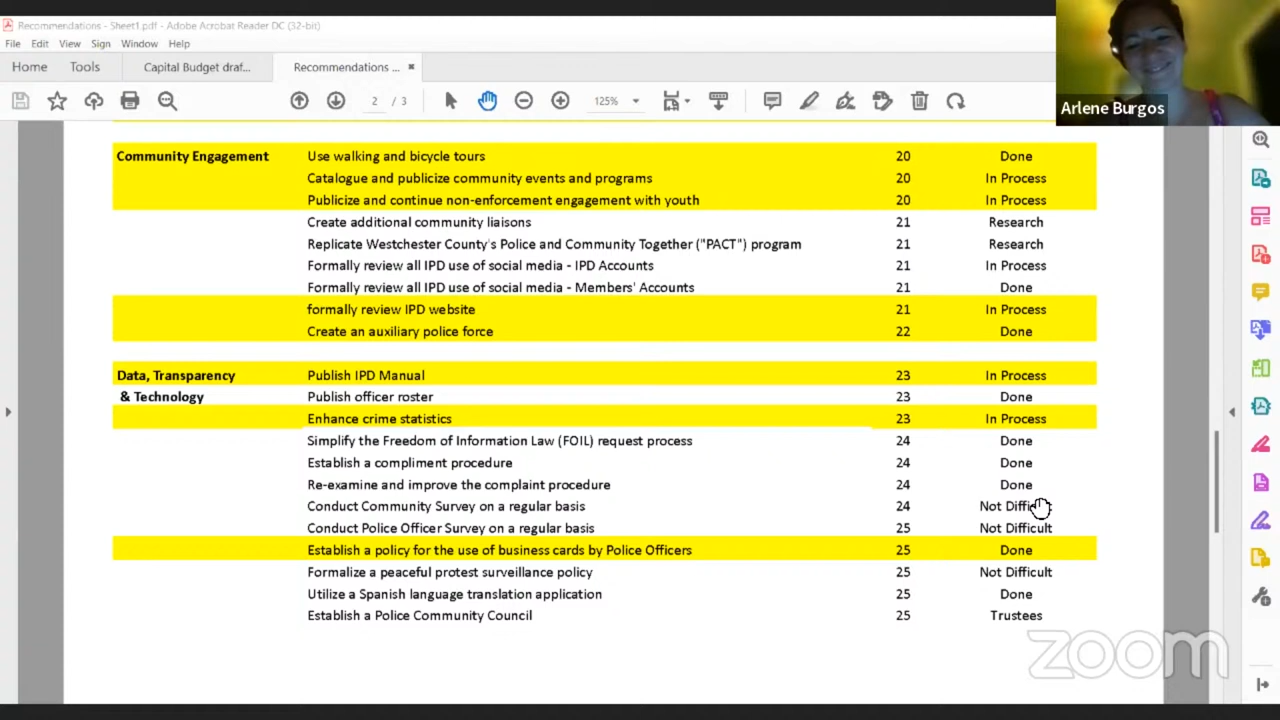 Recommendations - Sheet1.pdf - Adobe Acrobat Reader DC (32-bit)
File Edit View Sign Window Help
Home Tools Capital Budget draf... Recommendations ...
2 / 3 125%
Arlene Burgos
Community Engagement Use walking and bicycle tours 20 Done
Catalogue and publicize community events and programs 20 In Process
Publicize and continue non-enforcement engagement with youth 20 In Process
Create additional community liaisons 21 Research
Replicate Westchester County's Police and Community Together ("PACT") program 21 Research
Formally review all IPD use of social media - IPD Accounts 21 In Process
Formally review all IPD use of social media - Members' Accounts 21 Done
formally review IPD website 21 In Process
Create an auxiliary police force 22 Done
Data, Transparency Publish IPD Manual 23 In Process
& Technology Publish officer roster 23 Done
Enhance crime statistics 23 In Process
Simplify the Freedom of Information Law (FOIL) request process 24 Done
Establish a compliment procedure 24 Done
Re-examine and improve the complaint procedure 24 Done
Conduct Community Survey on a regular basis 24 Not Difficult
Conduct Police Officer Survey on a regular basis 25 Not Difficult
Establish a policy for the use of business cards by Police Officers 25 Done
Formalize a peaceful protest surveillance policy 25 Not Difficult
Utilize a Spanish language translation application 25 Done
Establish a Police Community Council 25 Trustees
zoom